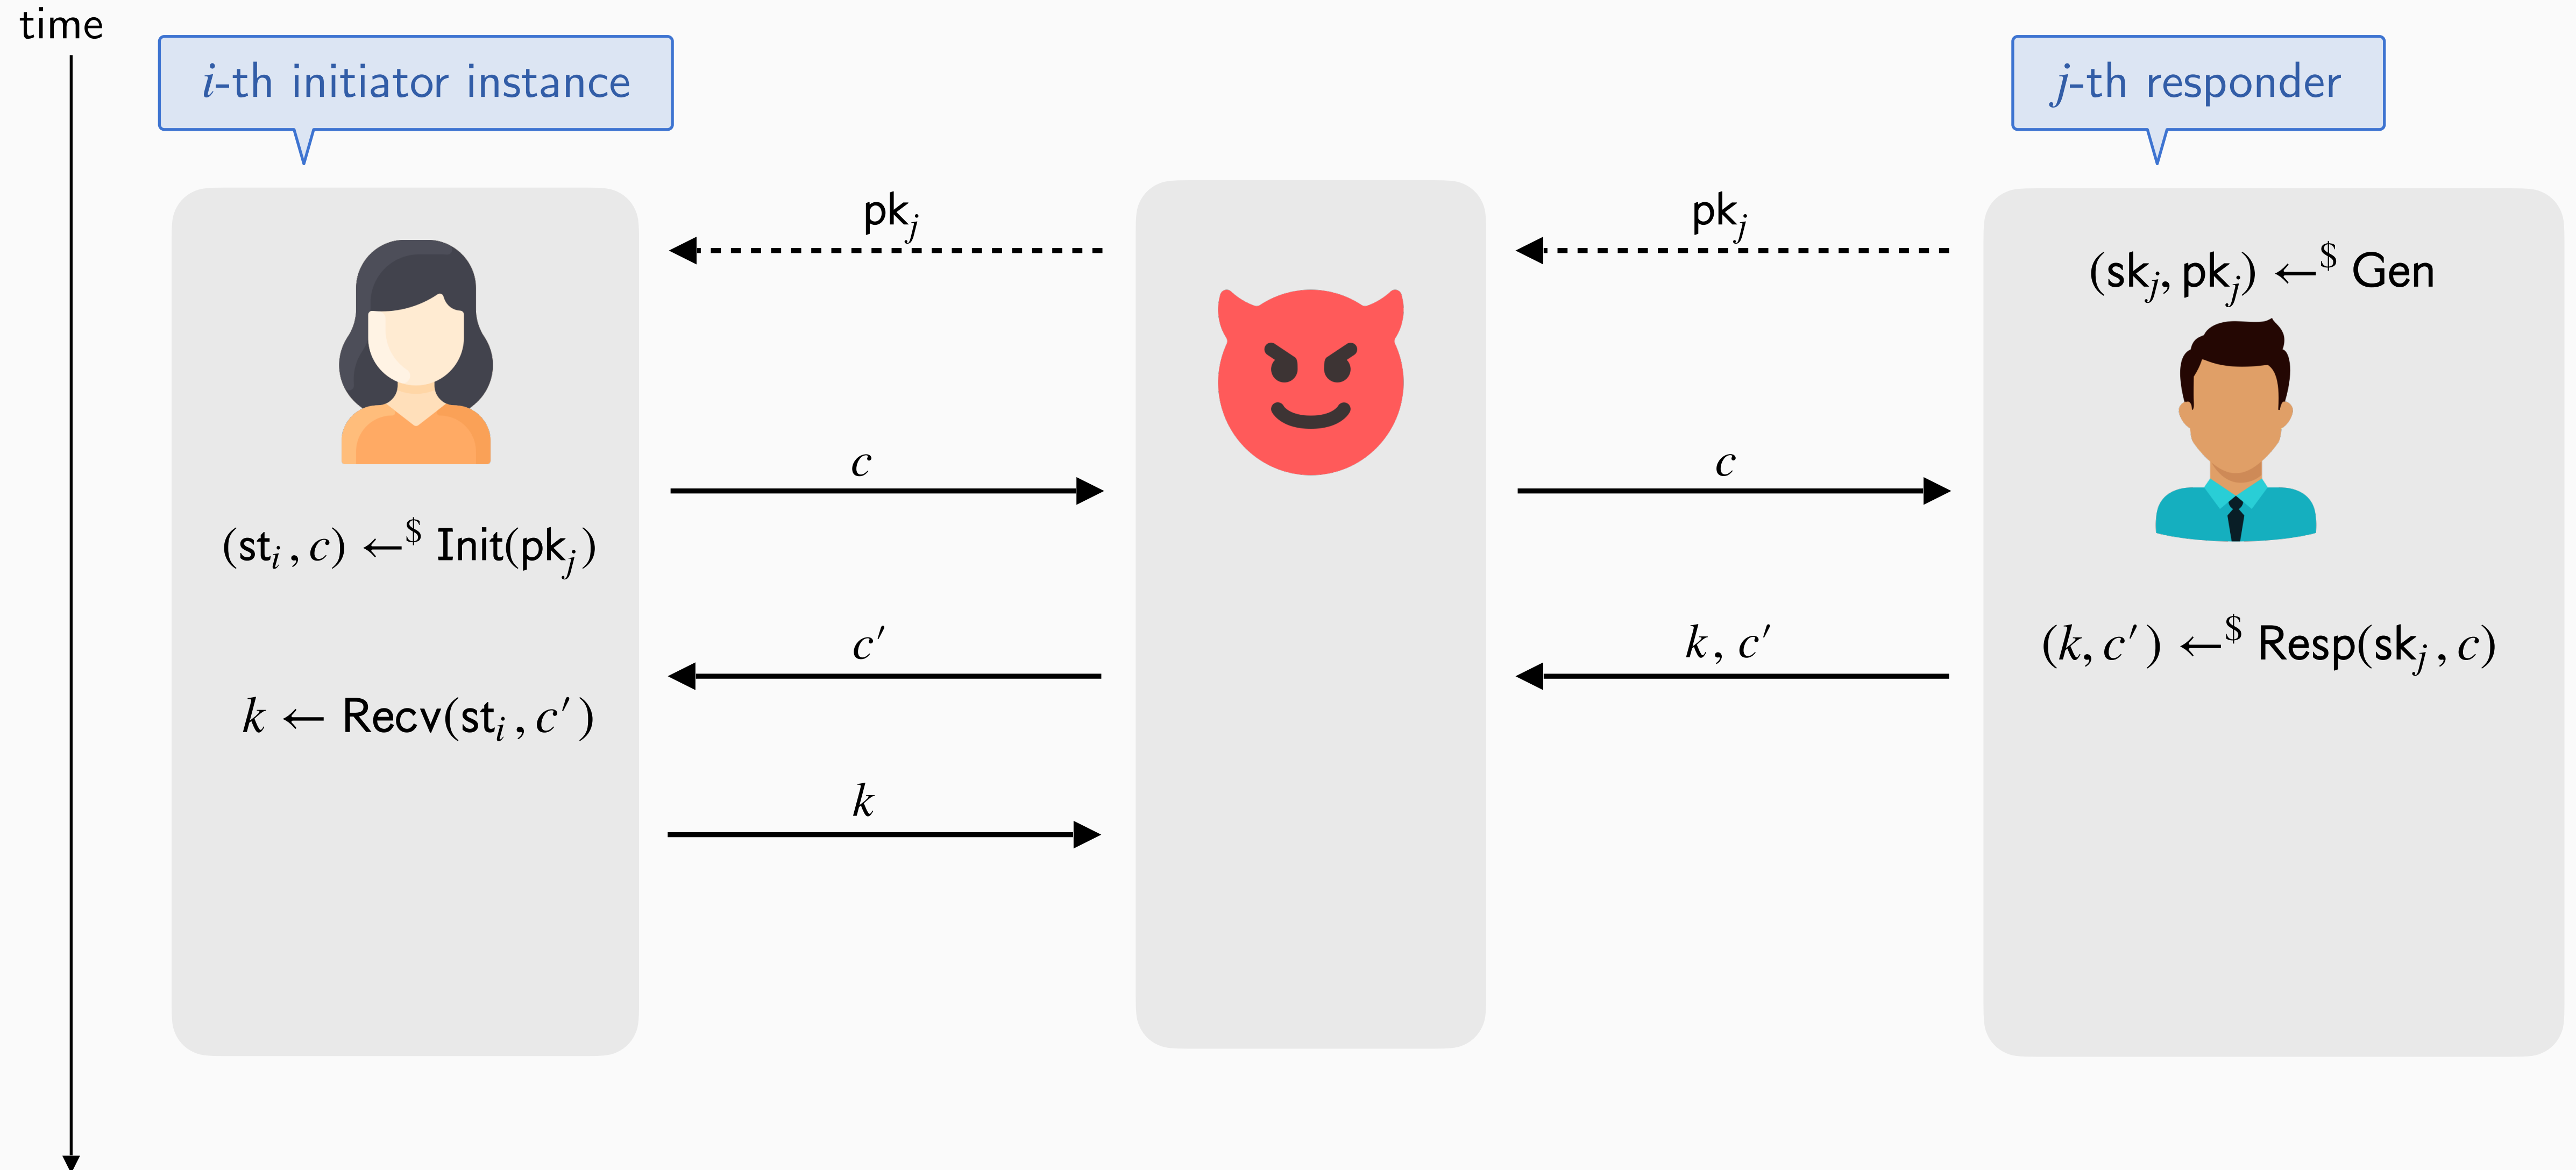 time
i-th initiator instance
j-th responder
pk_j
pk_j
(sk_j, pk_j) ←$ Gen
c
c
(st_i, c) ←$ Init(pk_j)
c′
k, c′
(k, c′) ←$ Resp(sk_j, c)
k ← Recv(st_i, c′)
k